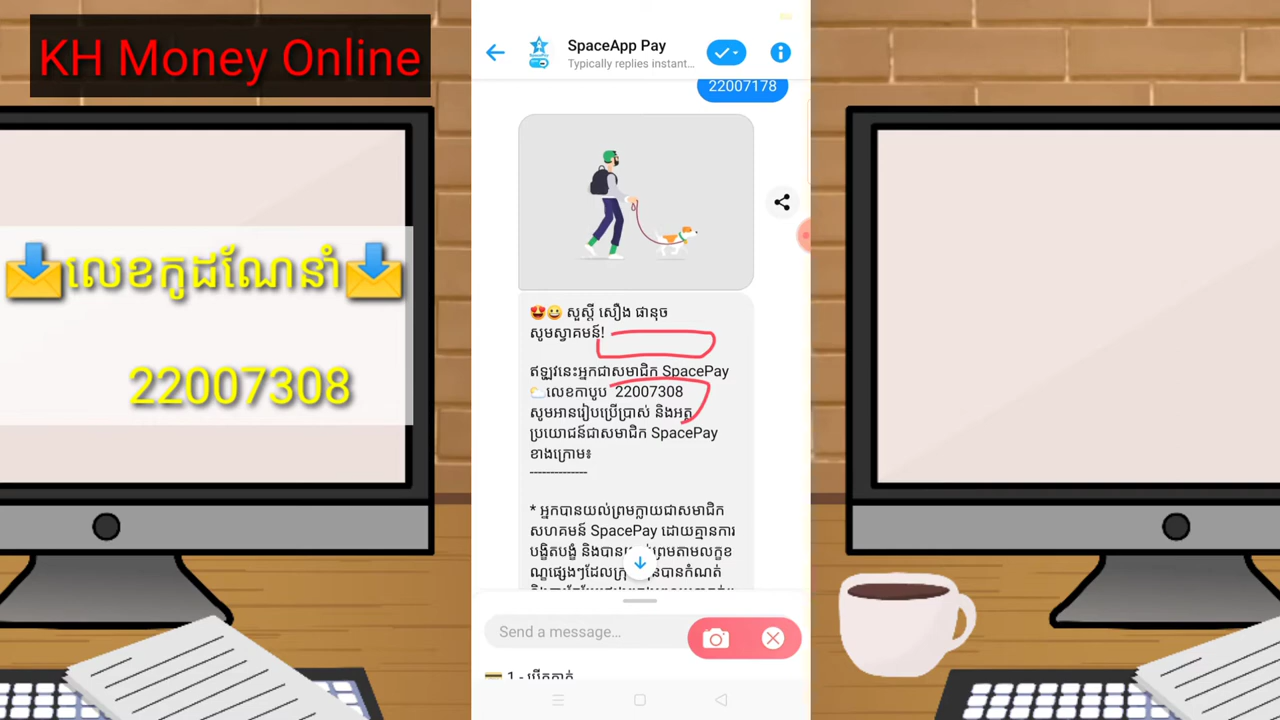 KH Money Online
SpaceApp Pay
Typically replies instant...
22007178
📩លេខកូដណែនាំ📩
22007308
😍😀 សួស្តី សឿង ផានុច
សូមស្វាគមន៍!
ឥឡូវនេះអ្នកជាសមាជិក SpacePay
🌥️លេខកាបូប 22007308
សូមអានរៀបប្រើប្រាស់ និងអត្ថ
ប្រយោជន៍ជាសមាជិក SpacePay
ខាងក្រោម៖
--------------
* អ្នកបានយល់ព្រមក្លាយជាសមាជិក
សហគមន៍ SpacePay ដោយគ្មានការ
បង្ខិតបង្ខំ និងបាន
Send a message...
💳 1 - បើកកាក់